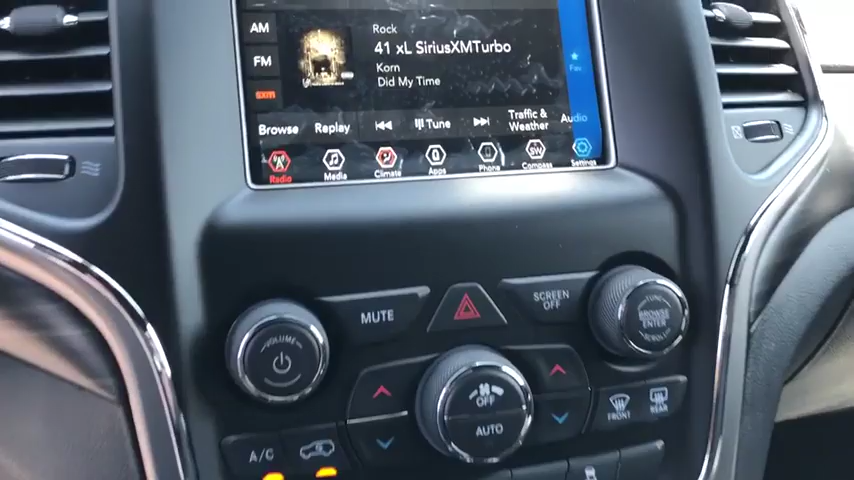 AM
Rock
41 xL SiriusXMTurbo
FM
Korn
Did My Time
sxm
Fav
Browse
Replay
Tune
Traffic &
Weather
Audio
Radio
Media
Climate
Apps
Phone
SW
Compass
Settings
MUTE
SCREEN
OFF
TUNE
BROWSE
ENTER
SCROLL
VOLUME
OFF
AUTO
FRONT
REAR
A/C